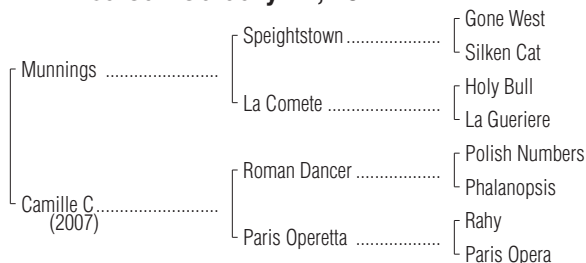 Gone West
Speightstown
Silken Cat
Munnings
Holy Bull
La Comete
La Gueriere
Polish Numbers
Roman Dancer
Phalanopsis
Camille C
(2007)
Rahy
Paris Operetta
Paris Opera